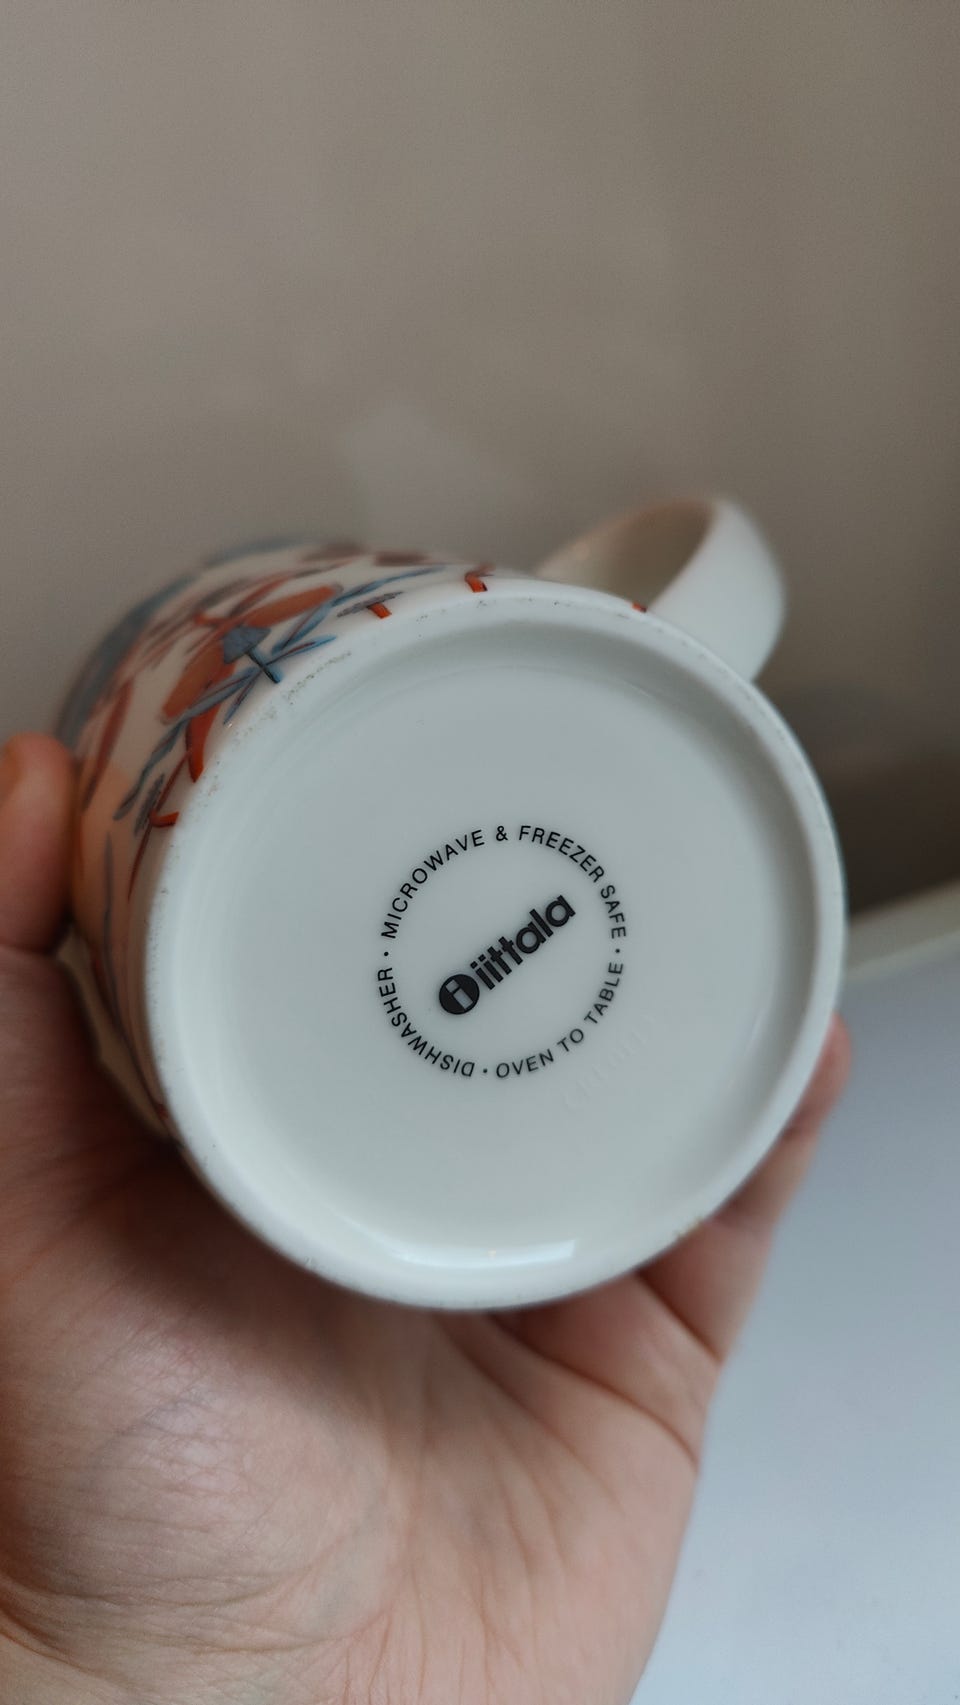 MICROWAVE & FREEZER SAFE • OVEN TO TABLE • DISHWASHER •
i iittala